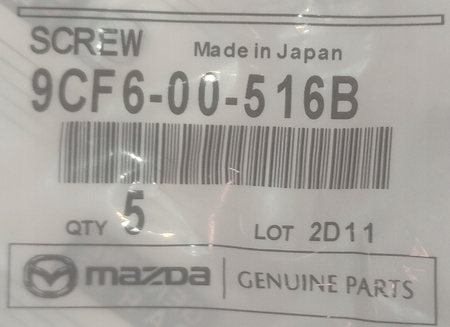 SCREW Made in Japan
9CF6-00-516B
QTY 5 LOT 2D11
mazda GENUINE PARTS